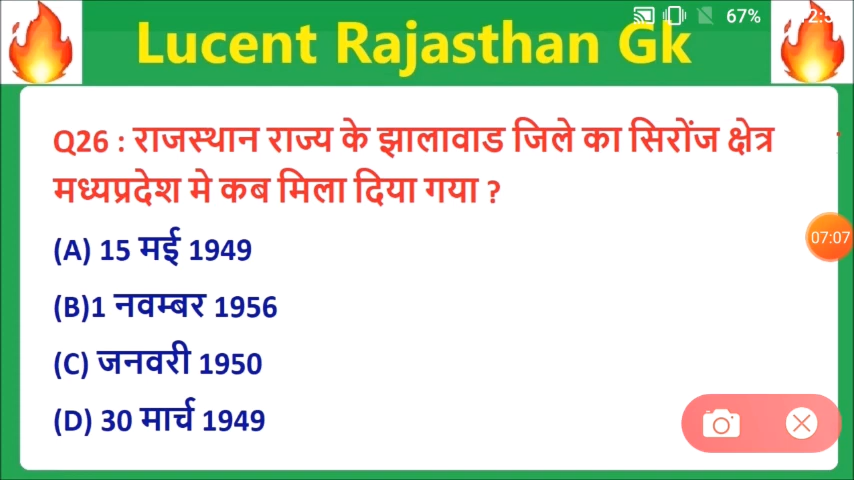 67%
Lucent Rajasthan Gk
Q26 : राजस्थान राज्य के झालावाड जिले का सिरोंज क्षेत्र
मध्यप्रदेश मे कब मिला दिया गया ?
(A) 15 मई 1949
07:07
(B)1 नवम्बर 1956
(C) जनवरी 1950
(D) 30 मार्च 1949